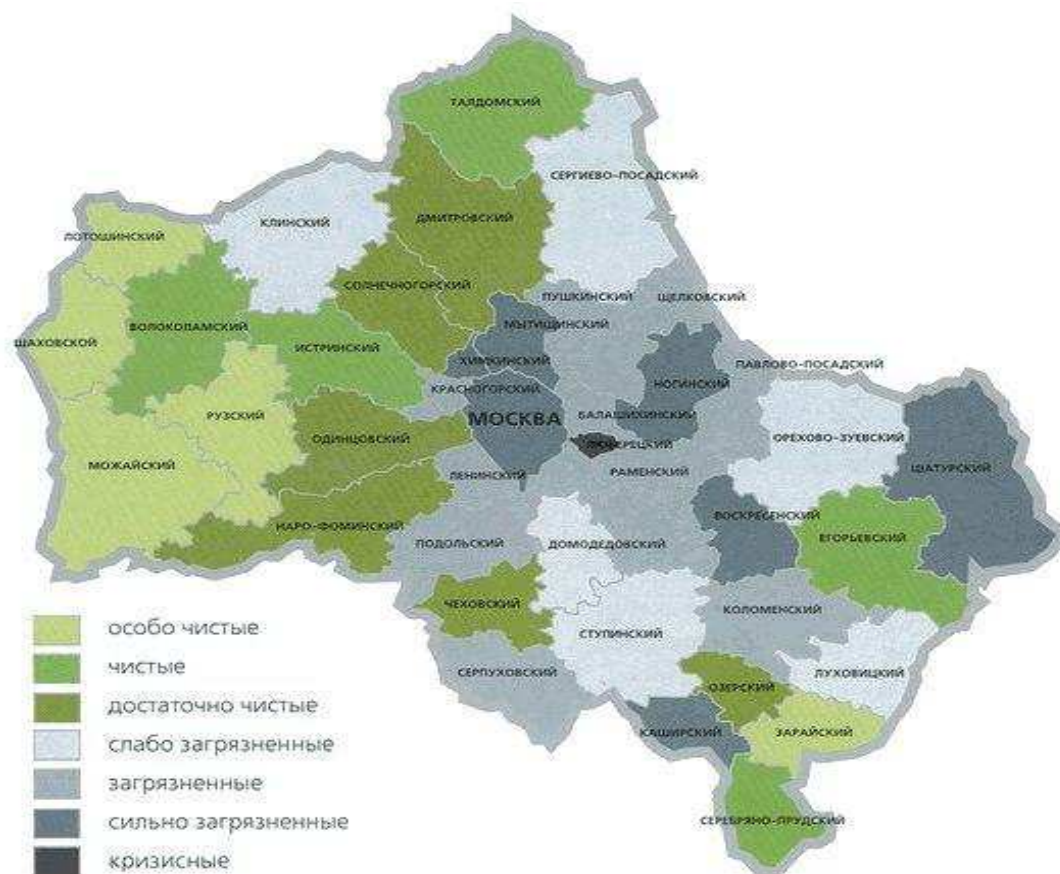 ТАЛДОМСКИЙ
СЕРГИЕВО-ПОСАДСКИЙ
КЛИНСКИЙ
ДМИТРОВСКИЙ
ЛОТОШИНСКИЙ
СОЛНЕЧНОГОРСКИЙ
ПУШКИНСКИЙ
ЩЕЛКОВСКИЙ
ШАХОВСКОЙ
ВОЛОКОЛАМСКИЙ
ИСТРИНСКИЙ
МЫТИЩИНСКИЙ
ХИМКИНСКИЙ
ПАВЛОВО-ПОСАДСКИЙ
КРАСНОГОРСКИЙ
НОГИНСКИЙ
РУЗСКИЙ
МОСКВА
БАЛАШИХИНСКИЙ
ОДИНЦОВСКИЙ
ЛЮБЕРЕЦКИЙ
ОРЕХОВО-ЗУЕВСКИЙ
МОЖАЙСКИЙ
ЛЕНИНСКИЙ
РАМЕНСКИЙ
ШАТУРСКИЙ
НАРО-ФОМИНСКИЙ
ВОСКРЕСЕНСКИЙ
ПОДОЛЬСКИЙ
ДОМОДЕДОВСКИЙ
ЕГОРЬЕВСКИЙ
ЧЕХОВСКИЙ
КОЛОМЕНСКИЙ
СТУПИНСКИЙ
СЕРПУХОВСКИЙ
ЛУХОВИЦКИЙ
ОЗЕРСКИЙ
КАШИРСКИЙ
ЗАРАЙСКИЙ
СЕРЕБРЯНО-ПРУДСКИЙ
особо чистые
чистые
достаточно чистые
слабо загрязненные
загрязненные
сильно загрязненные
кризисные